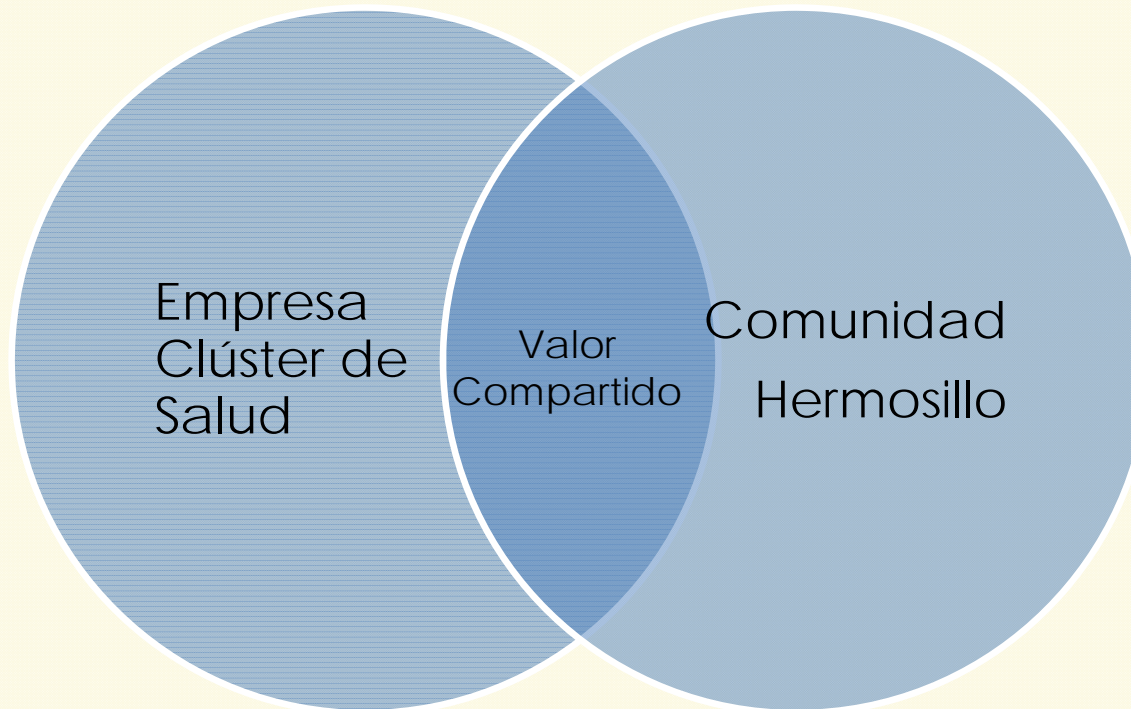 Empresa
Clúster de
Salud
Valor
Compartido
Comunidad
Hermosillo